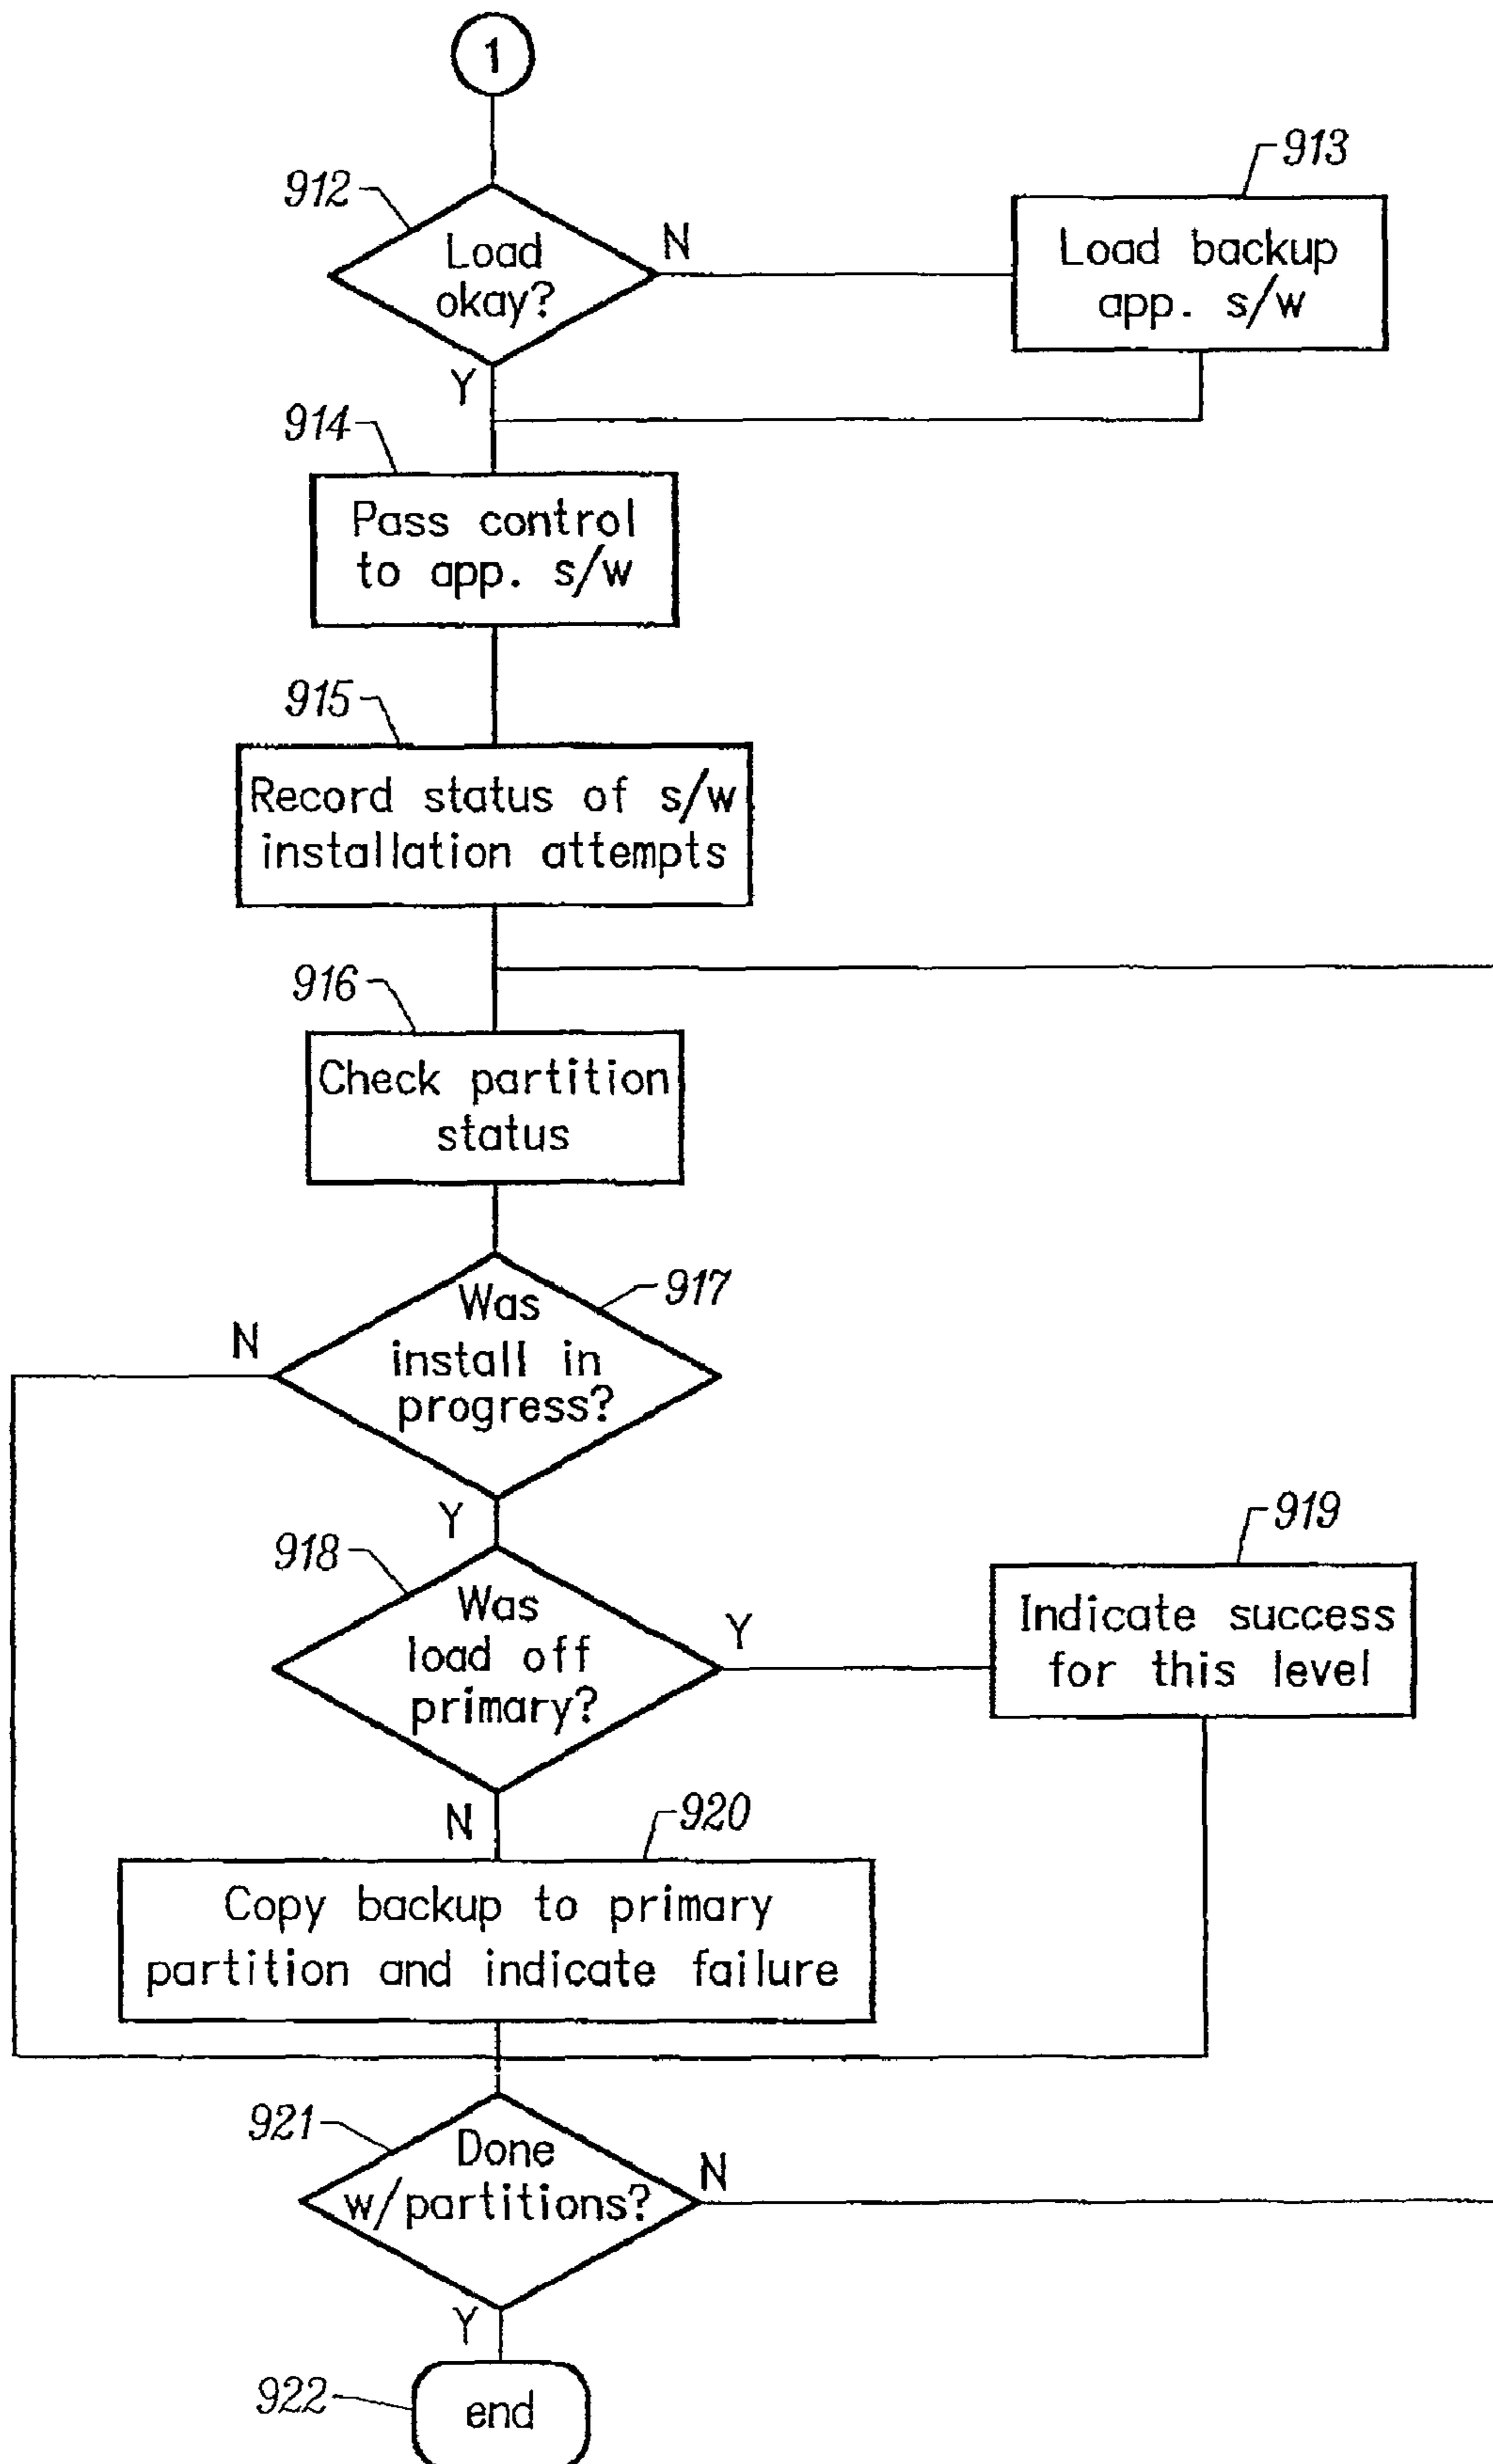 1
912
Load
okay?
N
913
Load backup
app. s/w
Y
914
Pass control
to app. s/w
915
Record status of s/w
installation attempts
916
Check partition
status
917
Was
install in
progress?
N
Y
918
Was
load off
primary?
Y
919
Indicate success
for this level
N
920
Copy backup to primary
partition and indicate failure
921
Done
w/partitions?
N
Y
922
end